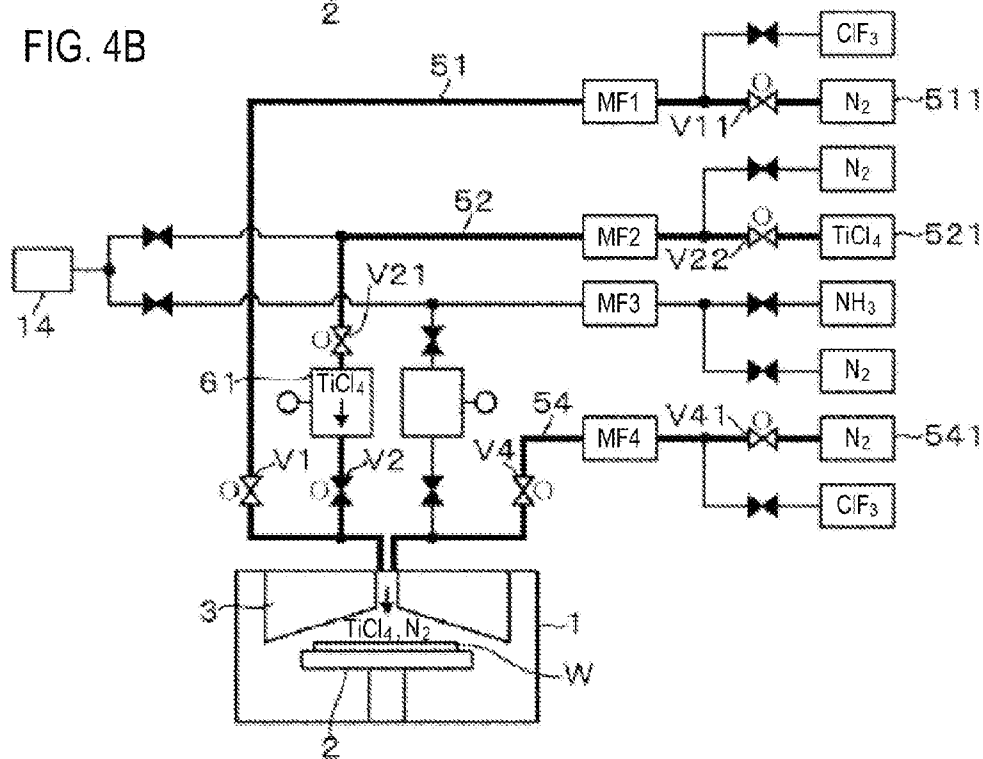 2
FIG. 4B
ClF₃
51
MF1
V11
N₂
511
N₂
52
MF2
V22
TiCl₄
521
14
V21
MF3
NH₃
61
TiCl₄
N₂
54
MF4
V41
N₂
541
V1
V2
V4
ClF₃
3
TiCl₄, N₂
1
W
2